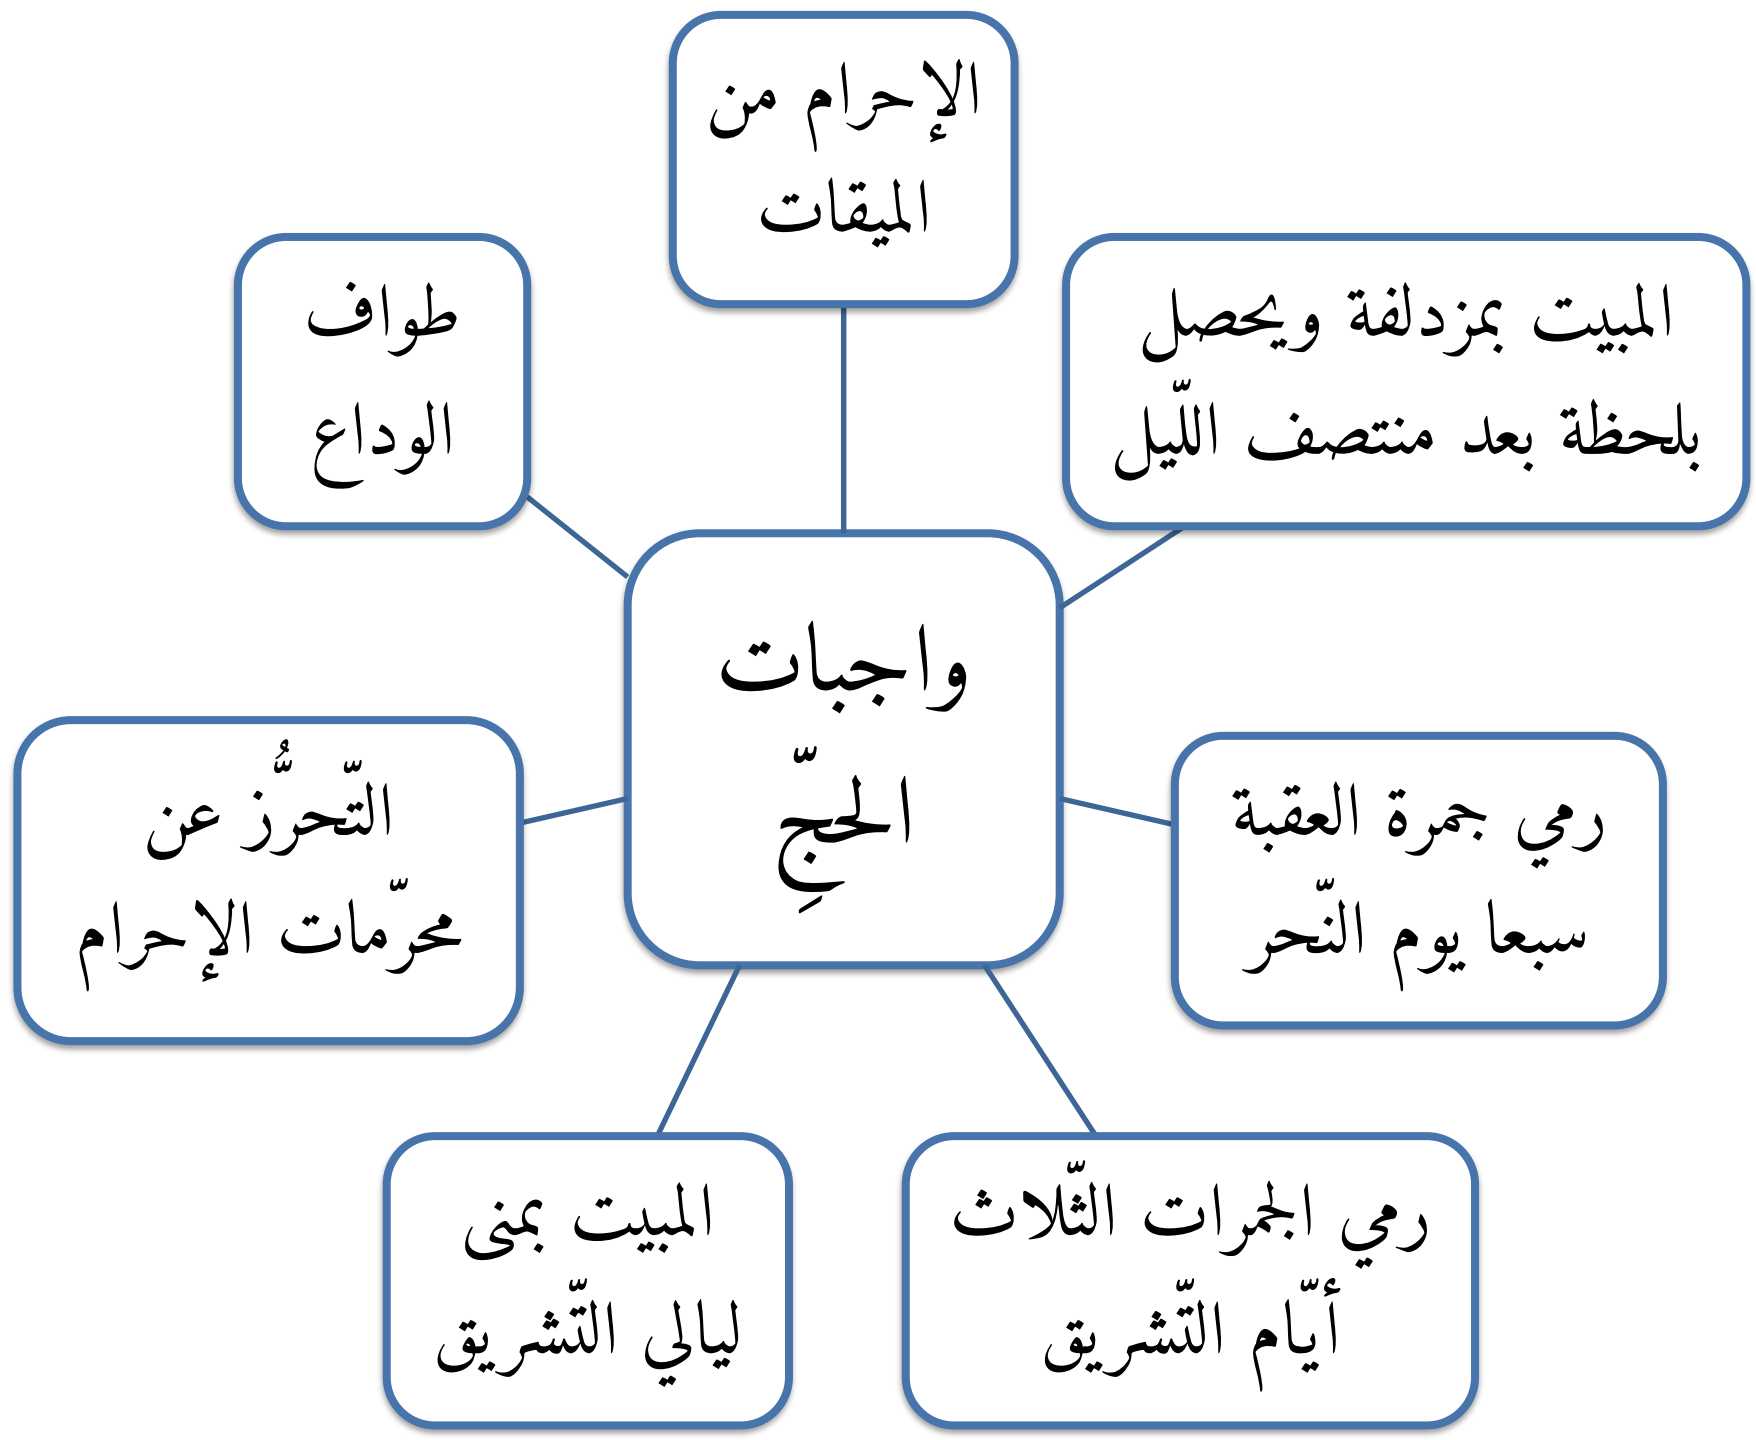 الإحرام من
الميقات
المبيت بمزدلفة ويحصل
بلحظة بعد منتصف اللّيل
رمي جمرة العقبة
سبعا يوم النّحر
رمي الجمرات الثّلاث
أيّام التّشريق
المبيت بمنى
ليالي التّشريق
التّحرُّز عن
محرّمات الإحرام
طواف
الوداع
واجبات
الحجِّ